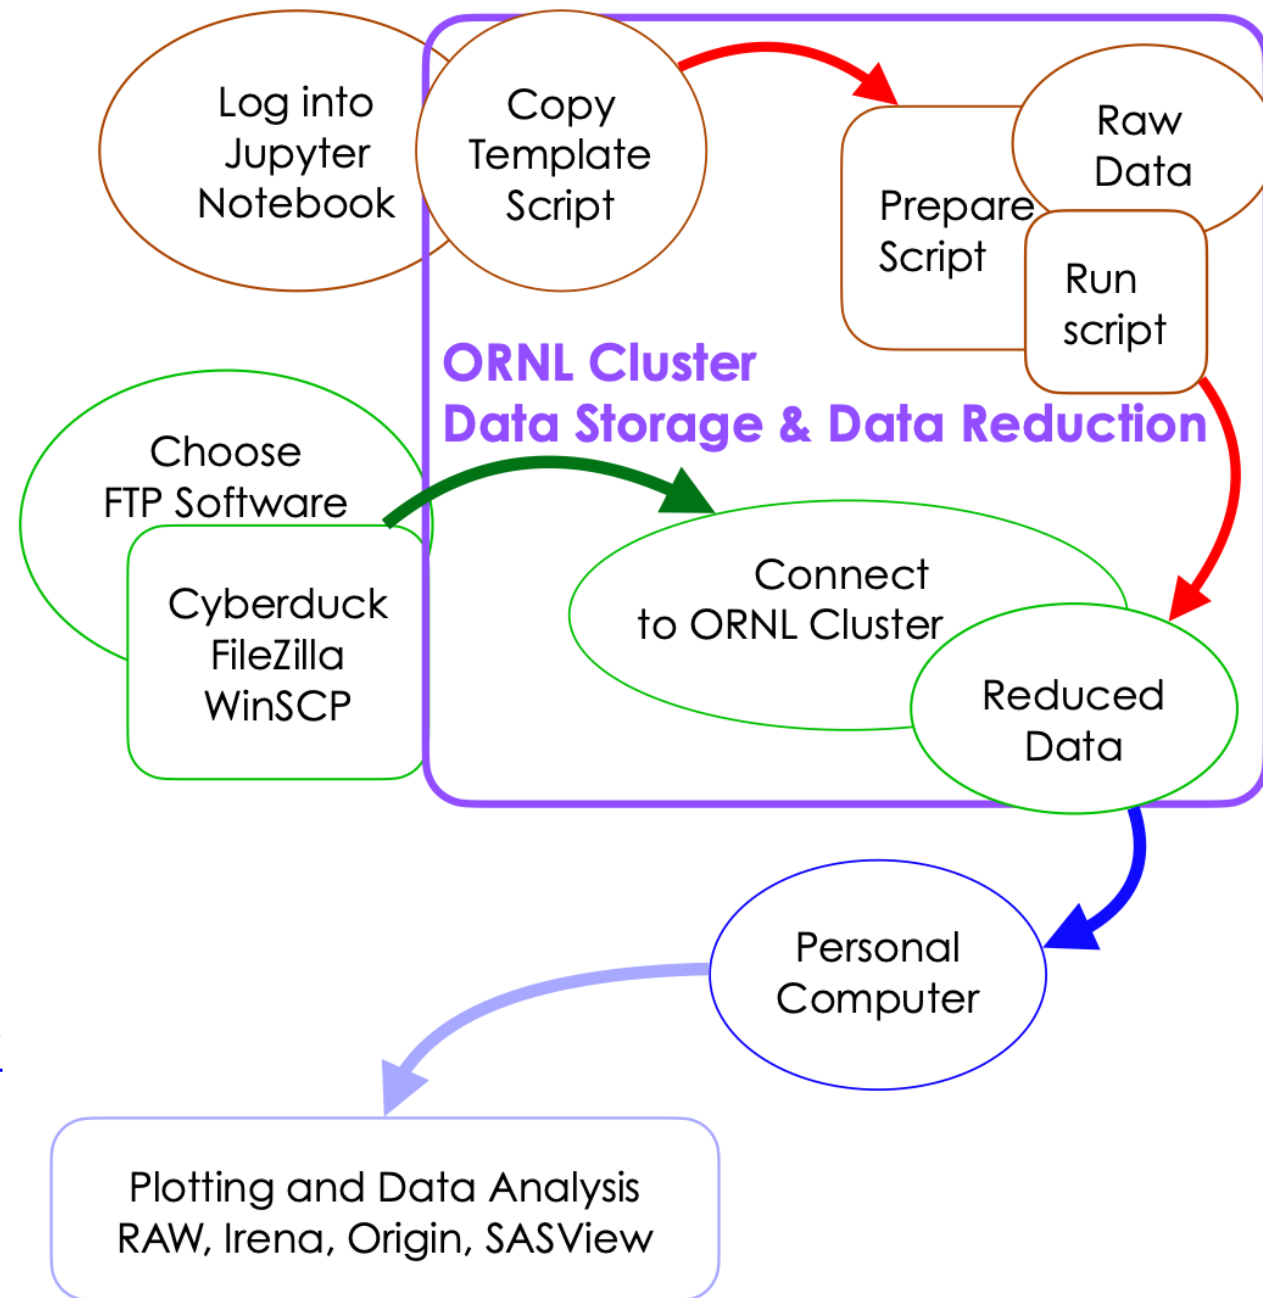 Log into
Jupyter
Notebook
Copy
Template
Script
Raw
Data
Prepare
Script
Run
script
ORNL Cluster
Data Storage & Data Reduction
Choose
FTP Software
Cyberduck
FileZilla
WinSCP
Connect
to ORNL Cluster
Reduced
Data
Personal
Computer
Plotting and Data Analysis
RAW, Irena, Origin, SASView